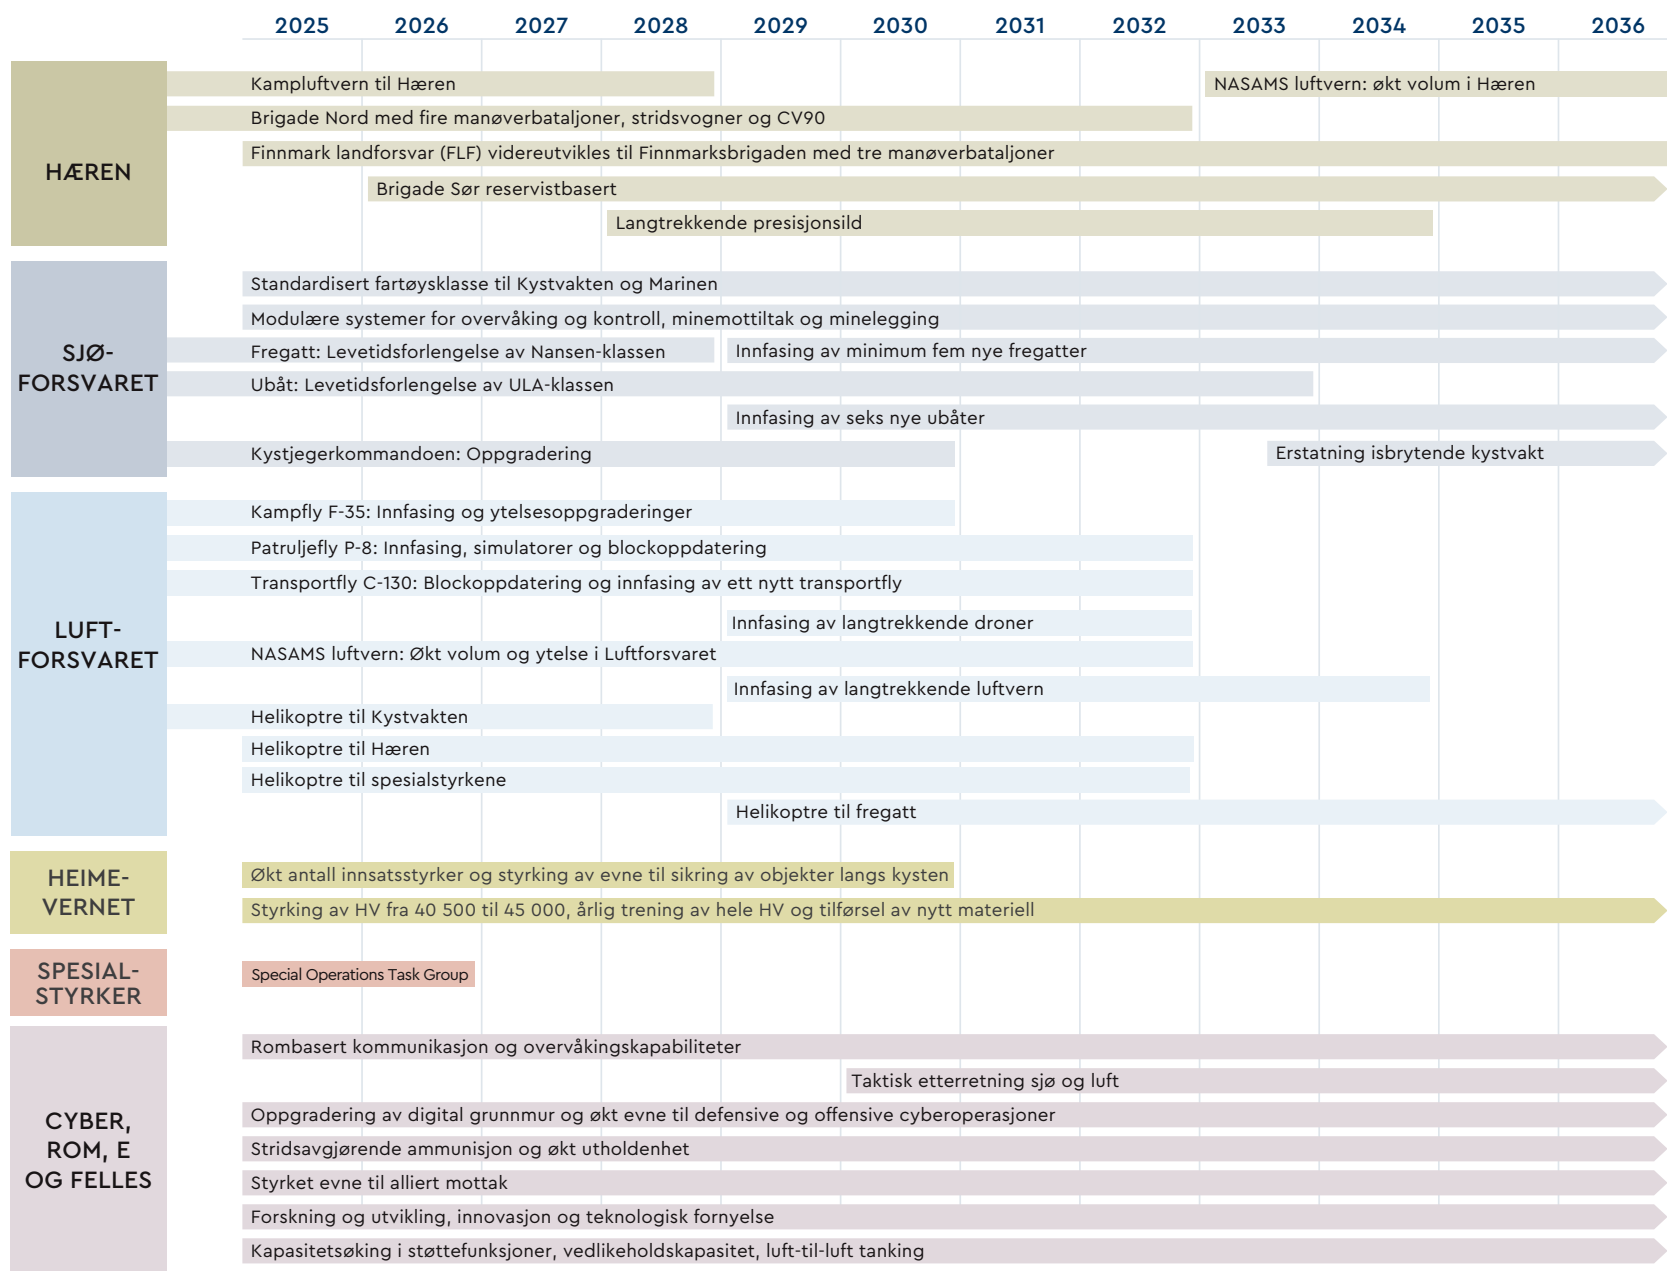 2025 2026 2027 2028 2029 2030 2031 2032 2033 2034 2035 2036
HÆREN
Kampluftvern til Hæren
NASAMS luftvern: økt volum i Hæren
Brigade Nord med fire manøverbataljoner, stridsvogner og CV90
Finnmark landforsvar (FLF) videreutvikles til Finnmarksbrigaden med tre manøverbataljoner
Brigade Sør reservistbasert
Langtrekkende presisjonsild
SJØ-
FORSVARET
Standardisert fartøysklasse til Kystvakten og Marinen
Modulære systemer for overvåking og kontroll, minemottiltak og minelegging
Fregatt: Levetidsforlengelse av Nansen-klassen
Innfasing av minimum fem nye fregatter
Ubåt: Levetidsforlengelse av ULA-klassen
Innfasing av seks nye ubåter
Kystjegerkommandoen: Oppgradering
Erstatning isbrytende kystvakt
LUFT-
FORSVARET
Kampfly F-35: Innfasing og ytelsesoppgraderinger
Patruljefly P-8: Innfasing, simulatorer og blockoppdatering
Transportfly C-130: Blockoppdatering og innfasing av ett nytt transportfly
Innfasing av langtrekkende droner
NASAMS luftvern: Økt volum og ytelse i Luftforsvaret
Innfasing av langtrekkende luftvern
Helikoptre til Kystvakten
Helikoptre til Hæren
Helikoptre til spesialstyrkene
Helikoptre til fregatt
HEIME-
VERNET
Økt antall innsatsstyrker og styrking av evne til sikring av objekter langs kysten
Styrking av HV fra 40 500 til 45 000, årlig trening av hele HV og tilførsel av nytt materiell
SPESIAL-
STYRKER
Special Operations Task Group
CYBER,
ROM, E
OG FELLES
Rombasert kommunikasjon og overvåkingskapabiliteter
Taktisk etterretning sjø og luft
Oppgradering av digital grunnmur og økt evne til defensive og offensive cyberoperasjoner
Stridsavgjørende ammunisjon og økt utholdenhet
Styrket evne til alliert mottak
Forskning og utvikling, innovasjon og teknologisk fornyelse
Kapasitetsøking i støttefunksjoner, vedlikeholdskapasitet, luft-til-luft tanking